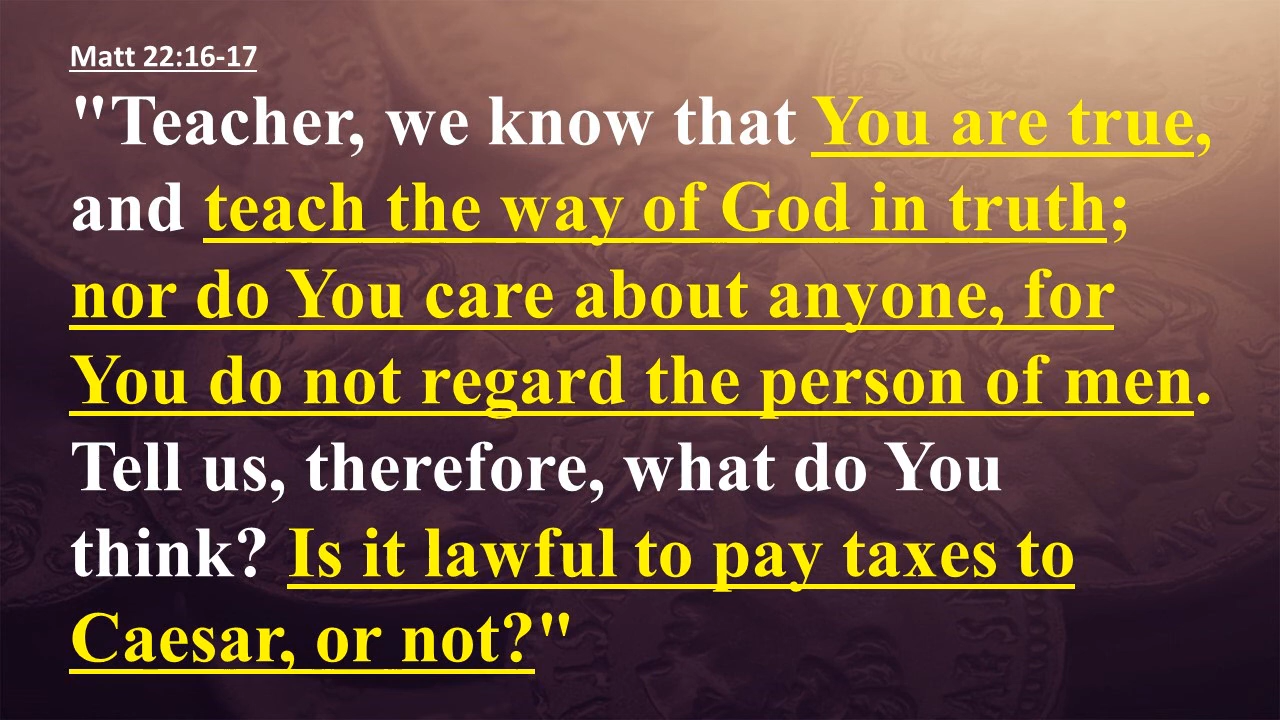 Matt 22:16-17
"Teacher, we know that You are true,
and teach the way of God in truth;
nor do You care about anyone, for
You do not regard the person of men.
Tell us, therefore, what do You
think? Is it lawful to pay taxes to
Caesar, or not?"